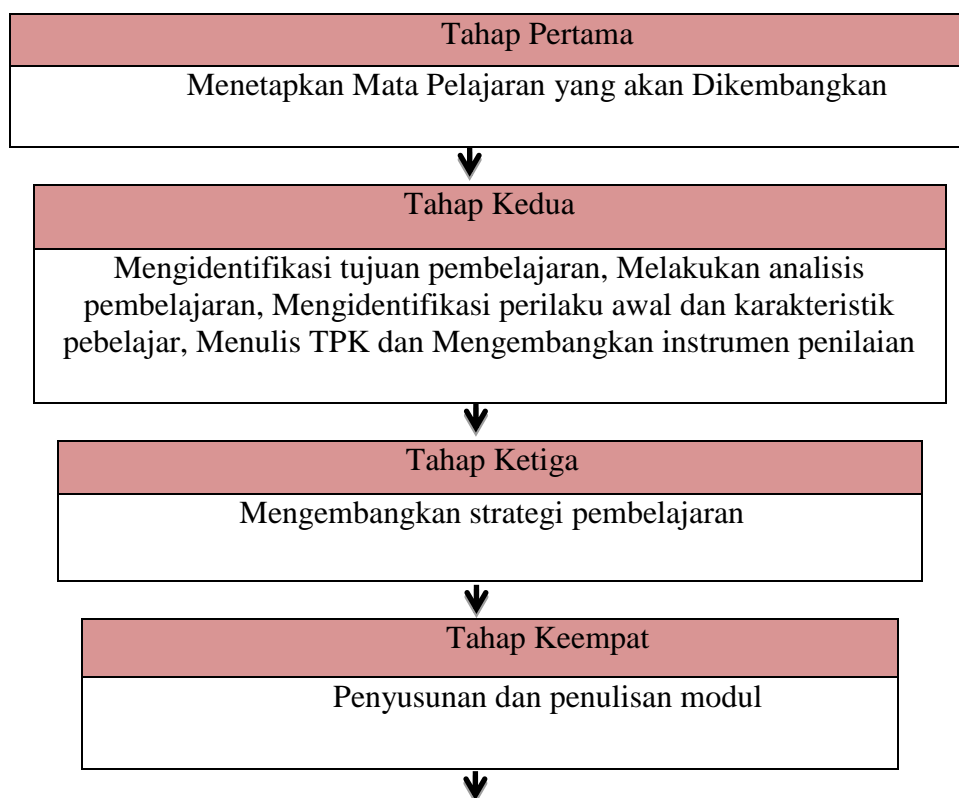 Tahap Pertama
Menetapkan Mata Pelajaran yang akan Dikembangkan
Tahap Kedua
Mengidentifikasi tujuan pembelajaran, Melakukan analisis
pembelajaran, Mengidentifikasi perilaku awal dan karakteristik
pebelajar, Menulis TPK dan Mengembangkan instrumen penilaian
Tahap Ketiga
Mengembangkan strategi pembelajaran
Tahap Keempat
Penyusunan dan penulisan modul